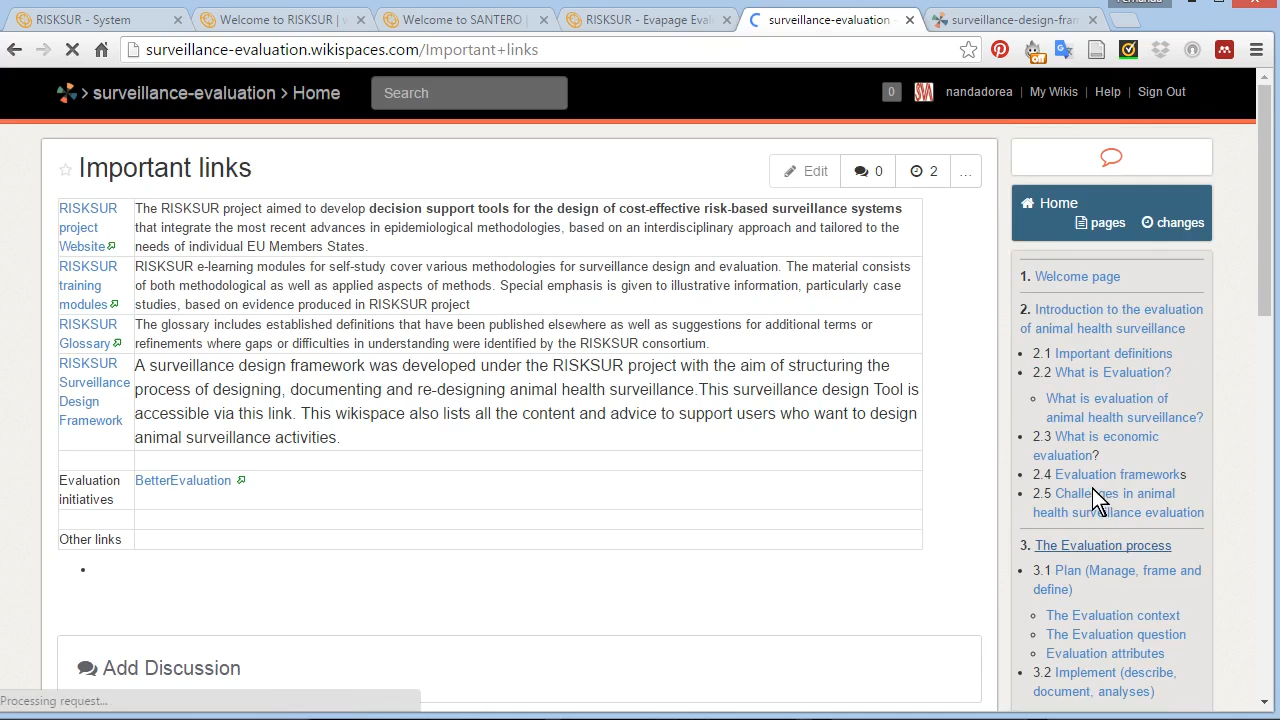 Fernanda
RISKSUR - System
Welcome to RISKSUR | w
Welcome to SANTERO |
RISKSUR - Evapage Eval
surveillance-evaluation -
surveillance-design-fram
surveillance-evaluation.wikispaces.com/Important+links
off
surveillance-evaluation > Home
Search
0
nandadorea
My Wikis
Help
Sign Out
Important links
Edit
0
2
...
RISKSUR
project
Website
The RISKSUR project aimed to develop decision support tools for the design of cost-effective risk-based surveillance systems
that integrate the most recent advances in epidemiological methodologies, based on an interdisciplinary approach and tailored to the
needs of individual EU Members States.
RISKSUR
training
modules
RISKSUR e-learning modules for self-study cover various methodologies for surveillance design and evaluation. The material consists
of both methodological as well as applied aspects of methods. Special emphasis is given to illustrative information, particularly case
studies, based on evidence produced in RISKSUR project
RISKSUR
Glossary
The glossary includes established definitions that have been published elsewhere as well as suggestions for additional terms or
refinements where gaps or difficulties in understanding were identified by the RISKSUR consortium.
RISKSUR
Surveillance
Design
Framework
A surveillance design framework was developed under the RISKSUR project with the aim of structuring the
process of designing, documenting and re-designing animal health surveillance.This surveillance design Tool is
accessible via this link. This wikispace also lists all the content and advice to support users who want to design
animal surveillance activities.
Evaluation
initiatives
BetterEvaluation
Other links
Add Discussion
Home
pages
changes
1. Welcome page
2. Introduction to the evaluation
of animal health surveillance
2.1 Important definitions
2.2 What is Evaluation?
What is evaluation of
animal health surveillance?
2.3 What is economic
evaluation?
2.4 Evaluation frameworks
2.5 Challenges in animal
health surveillance evaluation
3. The Evaluation process
3.1 Plan (Manage, frame and
define)
The Evaluation context
The Evaluation question
Evaluation attributes
3.2 Implement (describe,
document, analyses)
Processing request...